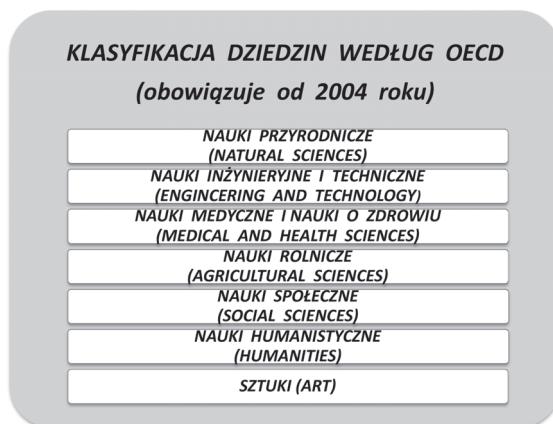 KLASYFIKACJA DZIEDZIN WEDŁUG OECD
(obowiązuje od 2004 roku)
NAUKI PRZYRODNICZE
(NATURAL SCIENCES)
NAUKI INŻYNIERYJNE I TECHNICZNE
(ENGINCERING AND TECHNOLOGY)
NAUKI MEDYCZNE I NAUKI O ZDROWIU
(MEDICAL AND HEALTH SCIENCES)
NAUKI ROLNICZE
(AGRICULTURAL SCIENCES)
NAUKI SPOŁECZNE
(SOCIAL SCIENCES)
NAUKI HUMANISTYCZNE
(HUMANITIES)
SZTUKI (ART)